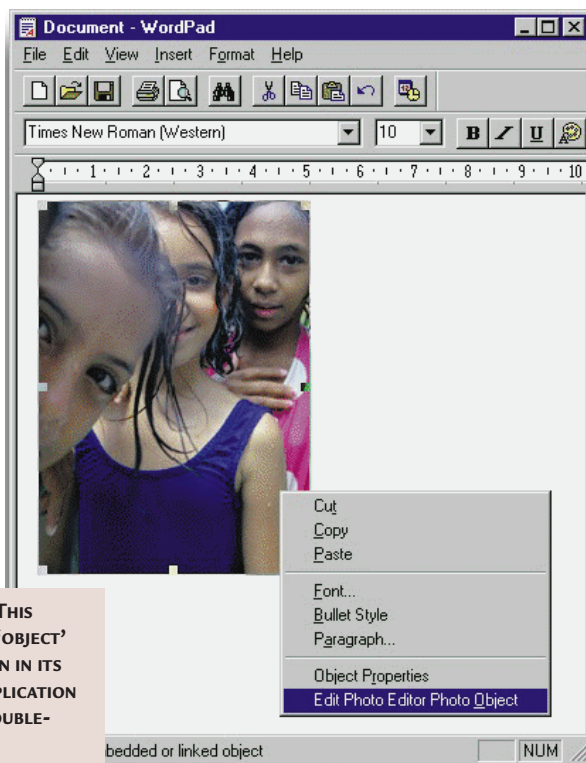 Document - WordPad
File Edit View Insert Format Help
Times New Roman (Western) 10 B I U
1 2 3 4 5 6 7 8 9 10
Cut
Copy
Paste
Font...
Bullet Style
Paragraph...
Object Properties
Edit Photo Editor Photo Object
THIS
OBJECT'
N IN ITS
PLICATION
OUBLE-
bedded or linked object NUM